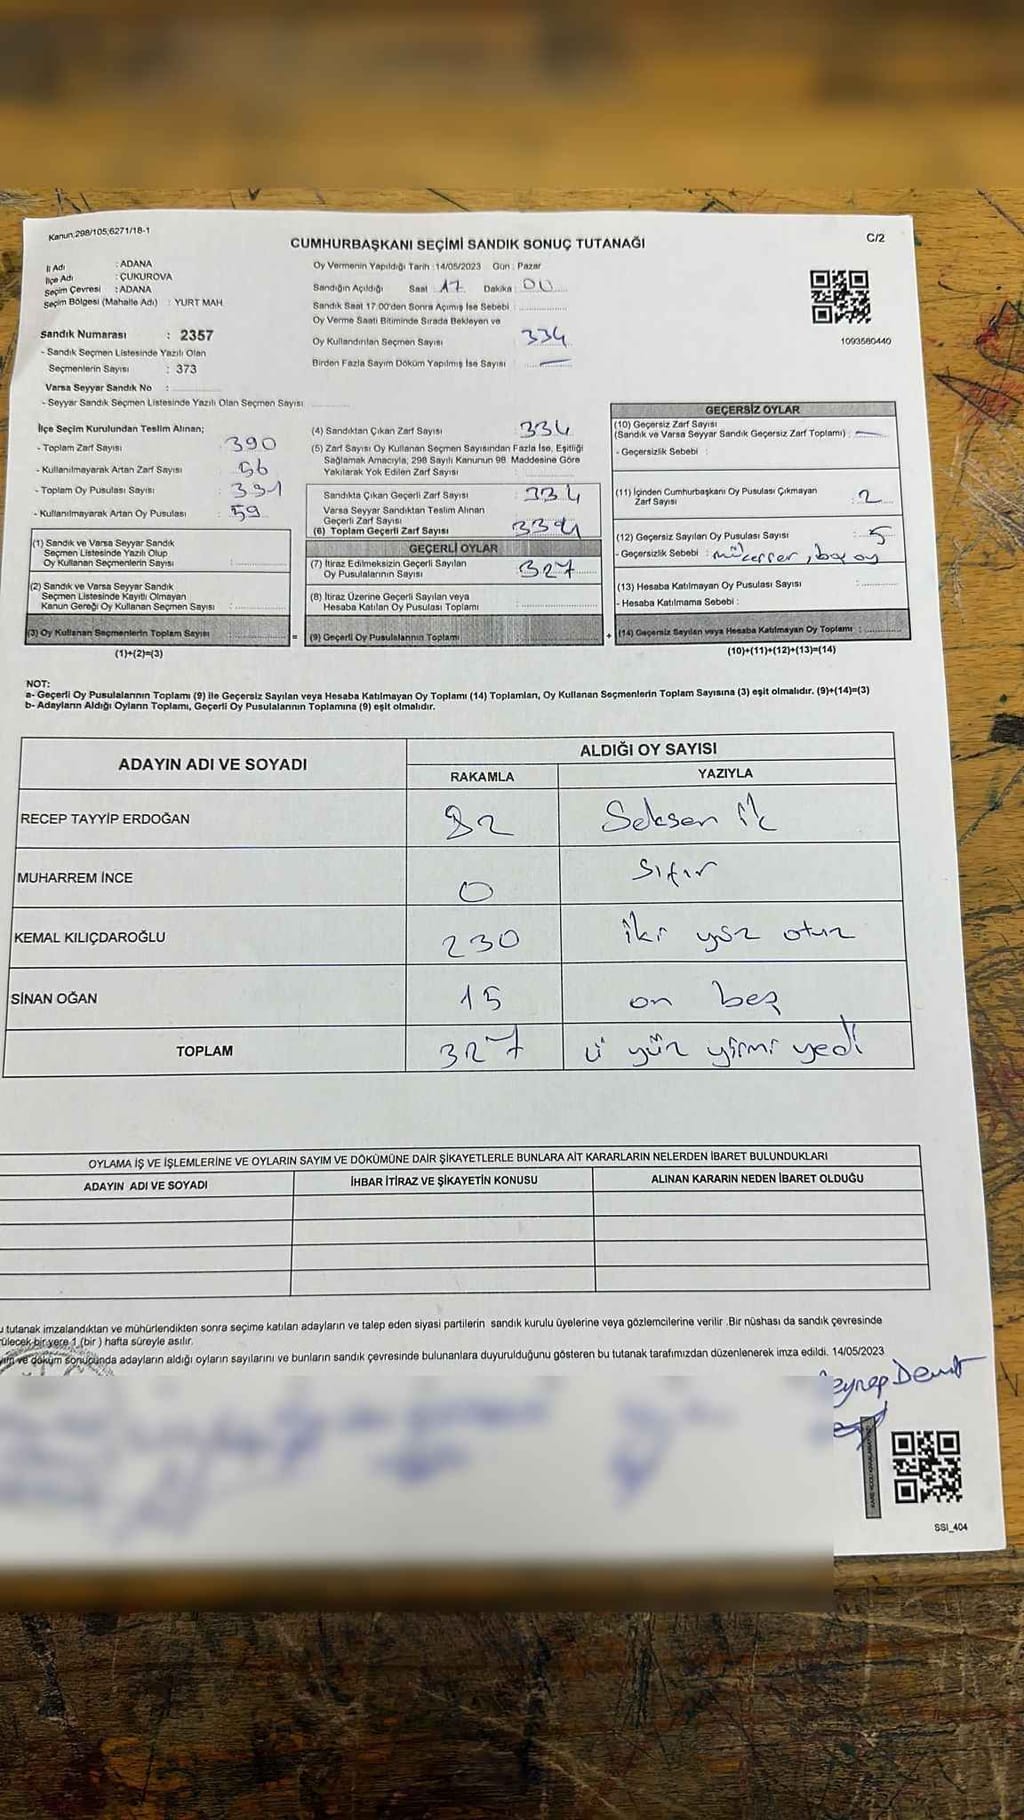 Kanun,298/105,6271/18-1
C/2
CUMHURBAŞKANI SEÇİMİ SANDIK SONUÇ TUTANAĞI
İl Adı : ADANA
İlçe Adı : ÇUKUROVA
Seçim Çevresi : ADANA
Seçim Bölgesi (Mahalle Adı) : YURT MAH.
Sandık Numarası : 2357
- Sandık Seçmen Listesinde Yazılı Olan
Seçmenlerin Sayısı : 373
Varsa Seyyar Sandık No :
- Seyyar Sandık Seçmen Listesinde Yazılı Olan Seçmen Sayısı
Oy Vermenin Yapıldığı Tarih :14/05/2023 Gün : Pazar
Sandığın Açıldığı Saat 17 Dakika : 00
Sandık Saat 17.00'den Sonra Açımış İse Sebebi :
Oy Verme Saati Bitiminde Sırada Bekleyen ve
Oy Kullandırılan Seçmen Sayısı 334
Birden Fazla Sayım Döküm Yapılmış İse Sayısı —
1093560440
İlçe Seçim Kurulundan Teslim Alınan;
- Toplam Zarf Sayısı : 390
- Kullanılmayarak Artan Zarf Sayısı : 56
- Toplam Oy Pusulası Sayısı : 391
- Kullanılmayarak Artan Oy Pusulası : 59
(1) Sandık ve Varsa Seyyar Sandık
Seçmen Listesinde Yazılı Olup
Oy Kullanan Seçmenlerin Sayısı :
(2) Sandık ve Varsa Seyyar Sandık
Seçmen Listesinde Kayıtlı Olmayan
Kanun Gereği Oy Kullanan Seçmen Sayısı :
(3) Oy Kullanan Seçmenlerin Toplam Sayısı
(1)+(2)=(3)
(4) Sandıktan Çıkan Zarf Sayısı 334
(5) Zarf Sayısı Oy Kullanan Seçmen Sayısından Fazla İse, Eşitliği
Sağlamak Amacıyla, 298 Sayılı Kanunun 98. Maddesine Göre
Yakılarak Yok Edilen Zarf Sayısı
Sandıkta Çıkan Geçerli Zarf Sayısı : 334
Varsa Seyyar Sandıktan Teslim Alınan
Geçerli Zarf Sayısı
(6) Toplam Geçerli Zarf Sayısı 334
GEÇERLİ OYLAR
(7) İtiraz Edilmeksizin Geçerli Sayılan
Oy Pusulalarının Sayısı : 327
(8) İtiraz Üzerine Geçerli Sayılan veya
Hesaba Katılan Oy Pusulası Toplamı
= (9) Geçerli Oy Pusulalarının Toplamı
GEÇERSİZ OYLAR
(10) Geçersiz Zarf Sayısı
(Sandık ve Varsa Seyyar Sandık Geçersiz Zarf Toplamı) : —
- Geçersizlik Sebebi :
(11) İçinden Cumhurbaşkanı Oy Pusulası Çıkmayan
Zarf Sayısı : 2
(12) Geçersiz Sayılan Oy Pusulası Sayısı : 5
- Geçersizlik Sebebi :
(13) Hesaba Katılmayan Oy Pusulası Sayısı :
- Hesaba Katılmama Sebebi :
+ (14) Geçersiz Sayılan veya Hesaba Katılmayan Oy Toplamı :
(10)+(11)+(12)+(13)=(14)
NOT:
a- Geçerli Oy Pusulalarının Toplamı (9) ile Geçersiz Sayılan veya Hesaba Katılmayan Oy Toplamı (14) Toplamları, Oy Kullanan Seçmenlerin Toplam Sayısına (3) eşit olmalıdır. (9)+(14)=(3)
b- Adayların Aldığı Oyların Toplamı, Geçerli Oy Pusulalarının Toplamına (9) eşit olmalıdır.
ADAYIN ADI VE SOYADI
ALDIĞI OY SAYISI
RAKAMLA YAZIYLA
RECEP TAYYİP ERDOĞAN 82 Seksen ik
MUHARREM İNCE 0 Sıfır
KEMAL KILIÇDAROĞLU 230 iki yüz otuz
SİNAN OĞAN 15 on beş
TOPLAM 327 ü yüz yirmi yedi
OYLAMA İŞ VE İŞLEMLERİNE VE OYLARIN SAYIM VE DÖKÜMÜNE DAİR ŞİKAYETLERLE BUNLARA AİT KARARLARIN NELERDEN İBARET BULUNDUKLARI
ADAYIN ADI VE SOYADI İHBAR İTİRAZ VE ŞİKAYETİN KONUSU ALINAN KARARIN NEDEN İBARET OLDUĞU
u tutanak imzalandıktan ve mühürlendikten sonra seçime katılan adayların ve talep eden siyasi partilerin sandık kurulu üyelerine veya gözlemcilerine verilir .Bir nüshası da sandık çevresinde
rülecek bir yere 1 (bir ) hafta süreyle asılır.
yım ve döküm sonucunda adayların aldığı oyların sayılarını ve bunların sandık çevresinde bulunanlara duyurulduğunu gösteren bu tutanak tarafımızdan düzenlenerek imza edildi. 14/05/2023
SSI_404